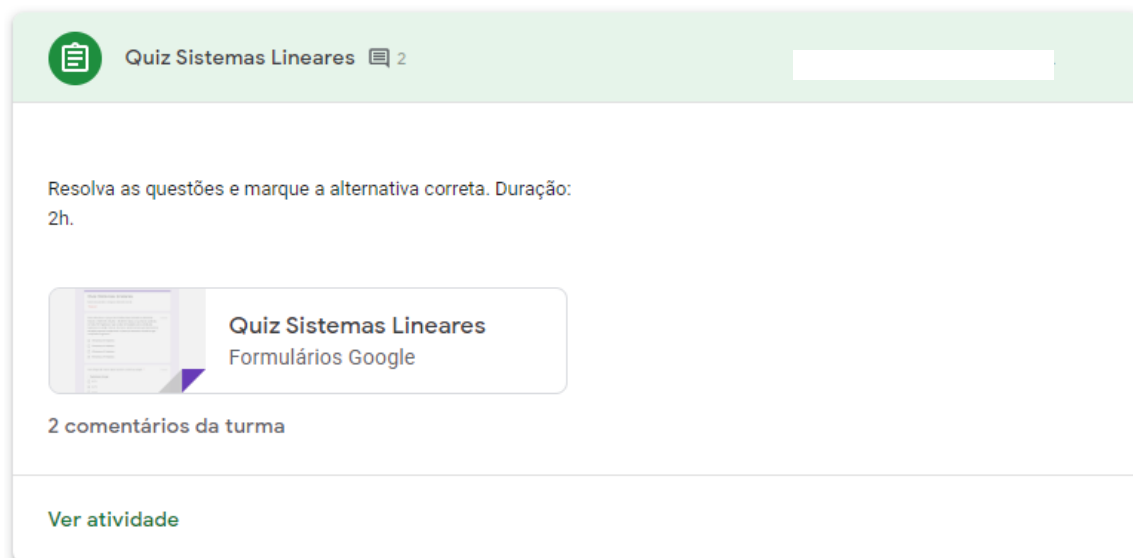 Quiz Sistemas Lineares 2
Resolva as questões e marque a alternativa correta. Duração:
2h.
Quiz Sistemas Lineares
Formulários Google
2 comentários da turma
Ver atividade